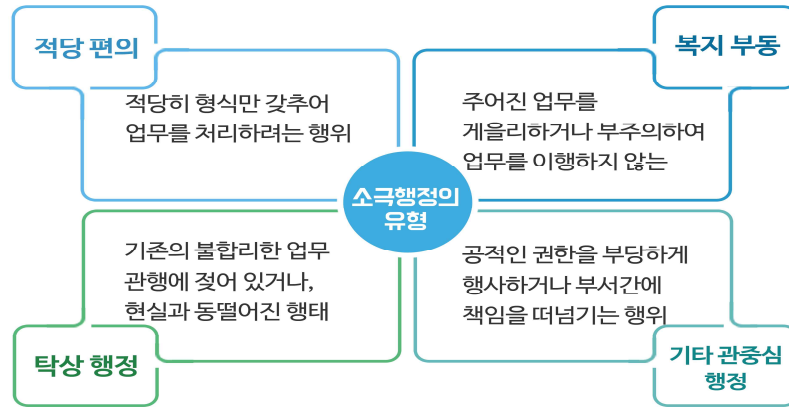 적당 편의
적당히 형식만 갖추어
업무를 처리하려는 행위
복지 부동
주어진 업무를
게을리하거나 부주의하여
업무를 이행하지 않는
소극행정의
유형
기존의 불합리한 업무
관행에 젖어 있거나,
현실과 동떨어진 행태
탁상 행정
공적인 권한을 부당하게
행사하거나 부서간에
책임을 떠넘기는 행위
기타 관중심
행정